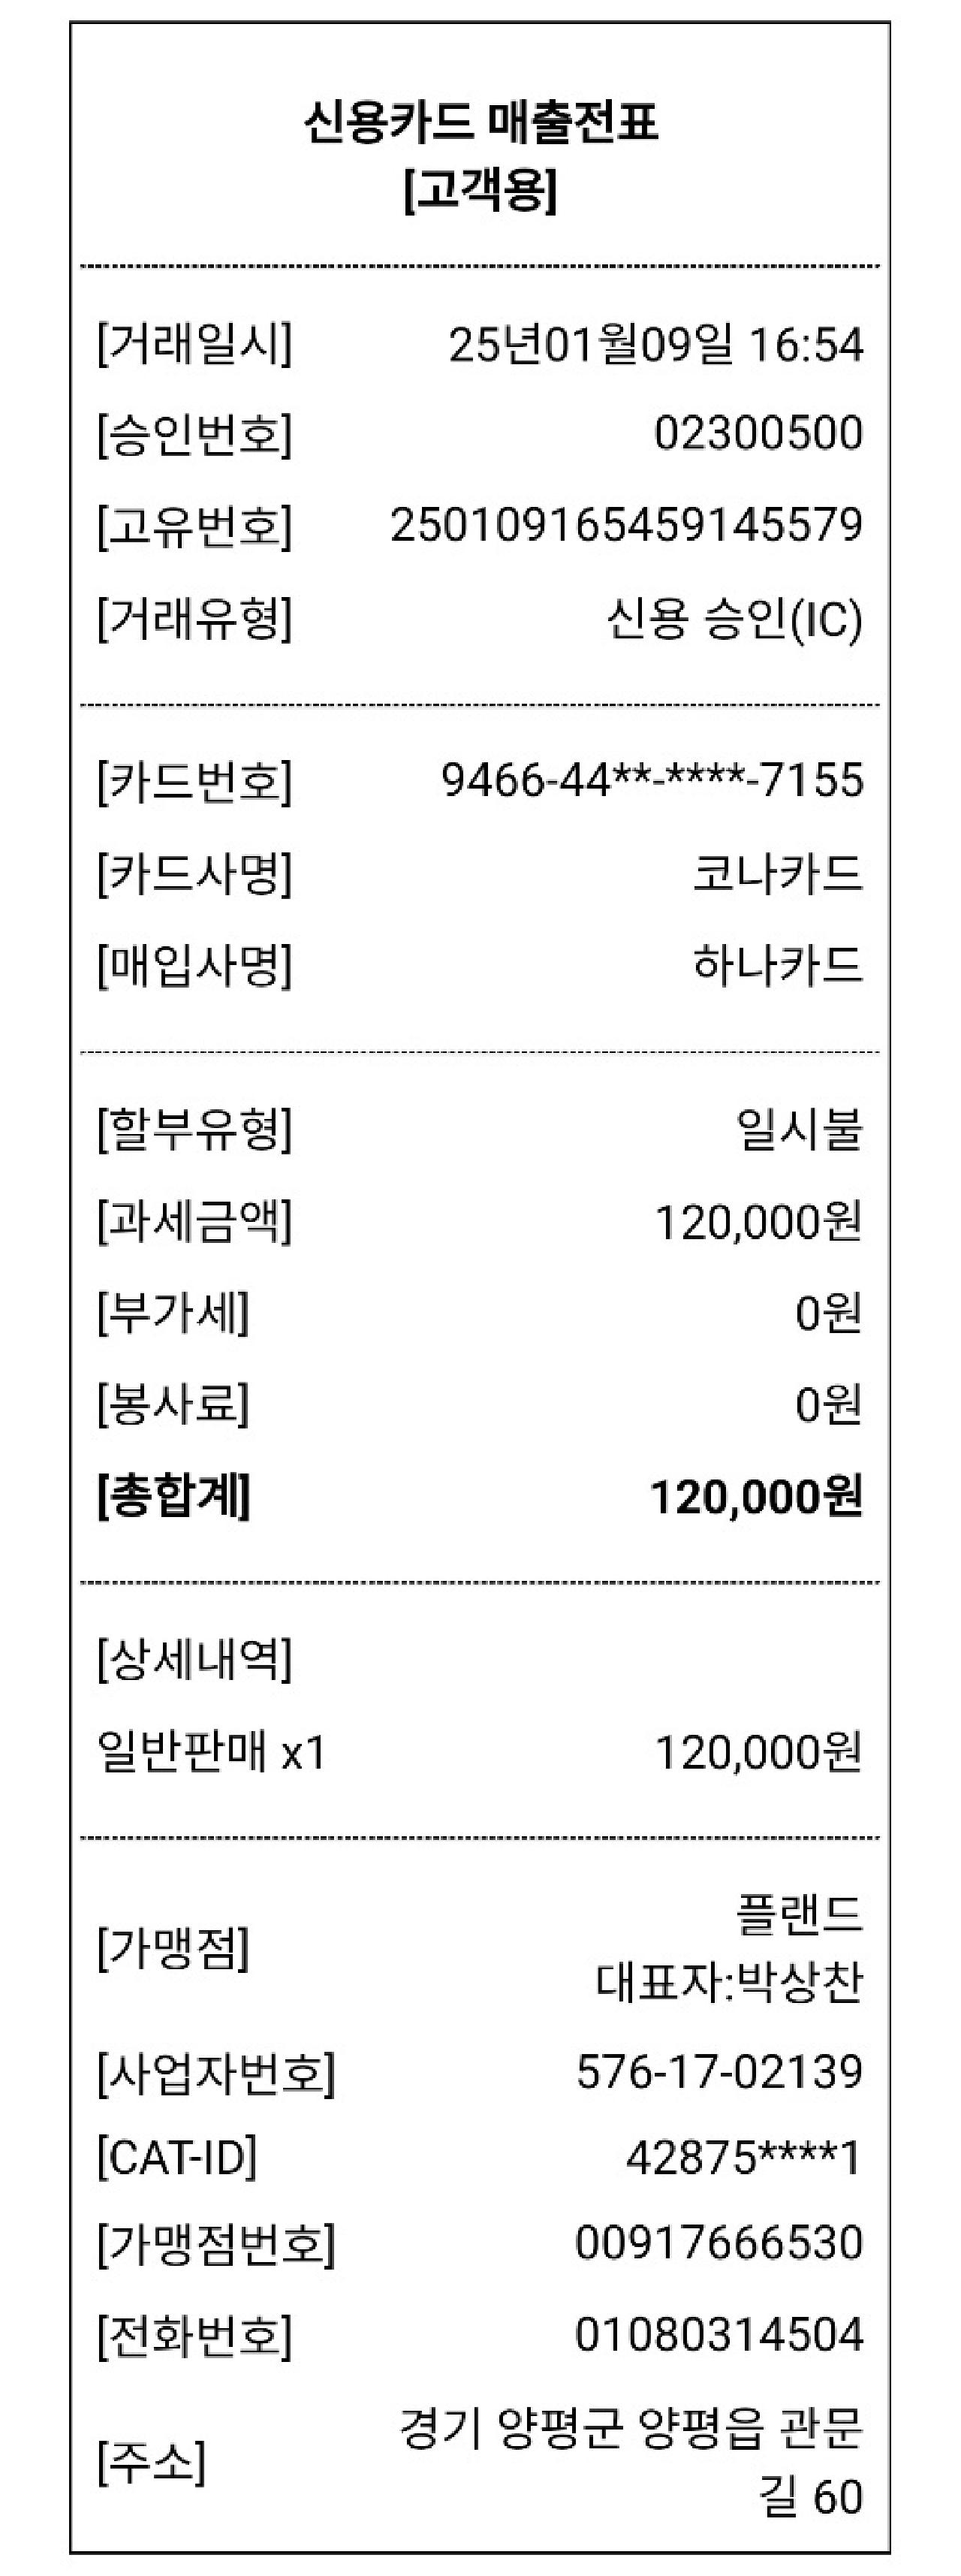 신용카드 매출전표
[고객용]
[거래일시] 25년01월09일 16:54
[승인번호] 02300500
[고유번호] 250109165459145579
[거래유형] 신용 승인(IC)
[카드번호] 9466-44**-****-7155
[카드사명] 코나카드
[매입사명] 하나카드
[할부유형] 일시불
[과세금액] 120,000원
[부가세] 0원
[봉사료] 0원
[총합계] 120,000원
[상세내역]
일반판매 x1 120,000원
[가맹점] 플랜드
대표자:박상찬
[사업자번호] 576-17-02139
[CAT-ID] 42875****1
[가맹점번호] 00917666530
[전화번호] 01080314504
[주소] 경기 양평군 양평읍 관문
길 60